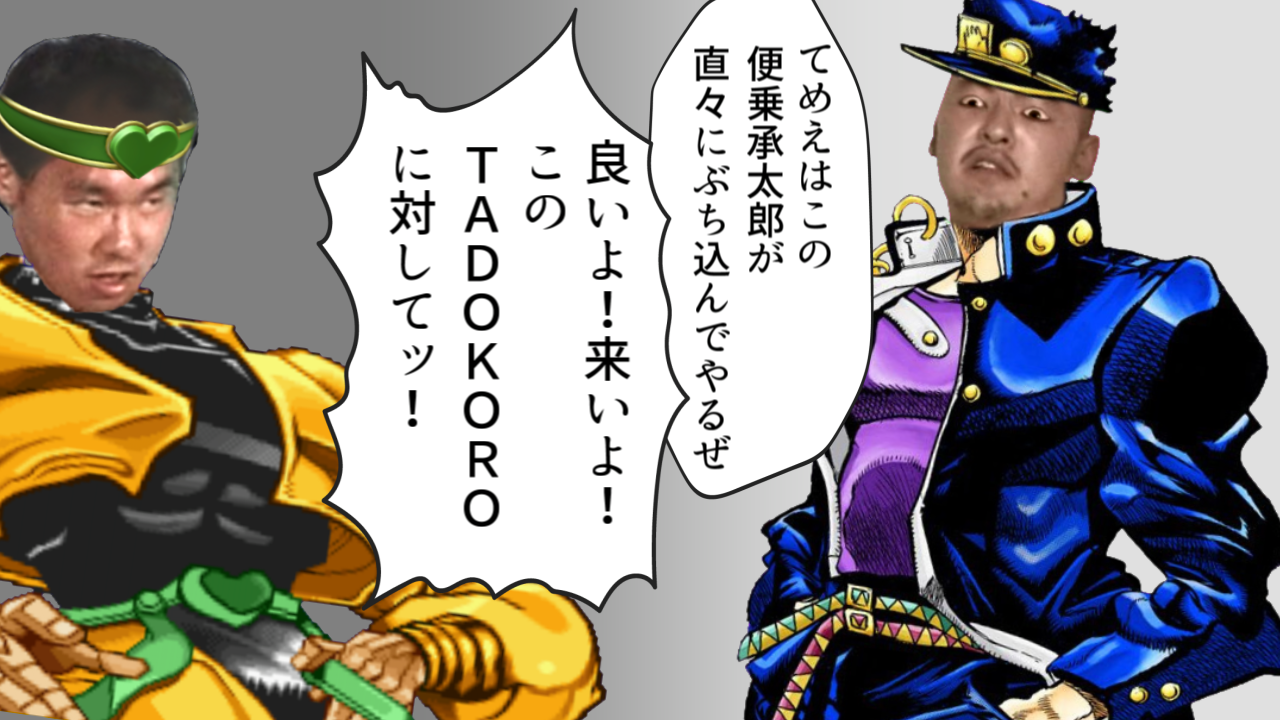 てめえはこの
便乗承太郎が
直々にぶち込んでやるぜ
良いよ！来いよ！
この
ＴＡＤＯＫＯＲＯ
に対してッ！